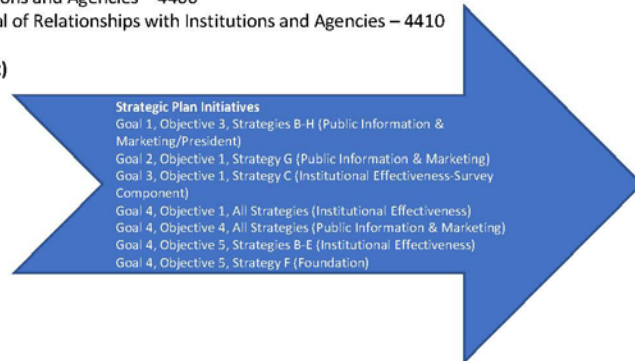 and Agencies – 4400
of Relationships with Institutions and Agencies – 4410
Strategic Plan Initiatives
Goal 1, Objective 3, Strategies B-H (Public Information &
Marketing/President)
Goal 2, Objective 1, Strategy G (Public Information & Marketing)
Goal 3, Objective 1, Strategy C (Institutional Effectiveness-Survey
Component)
Goal 4, Objective 1, All Strategies (Institutional Effectiveness)
Goal 4, Objective 4, All Strategies (Public Information & Marketing)
Goal 4, Objective 5, Strategies B-E (Institutional Effectiveness)
Goal 4, Objective 5, Strategy F (Foundation)